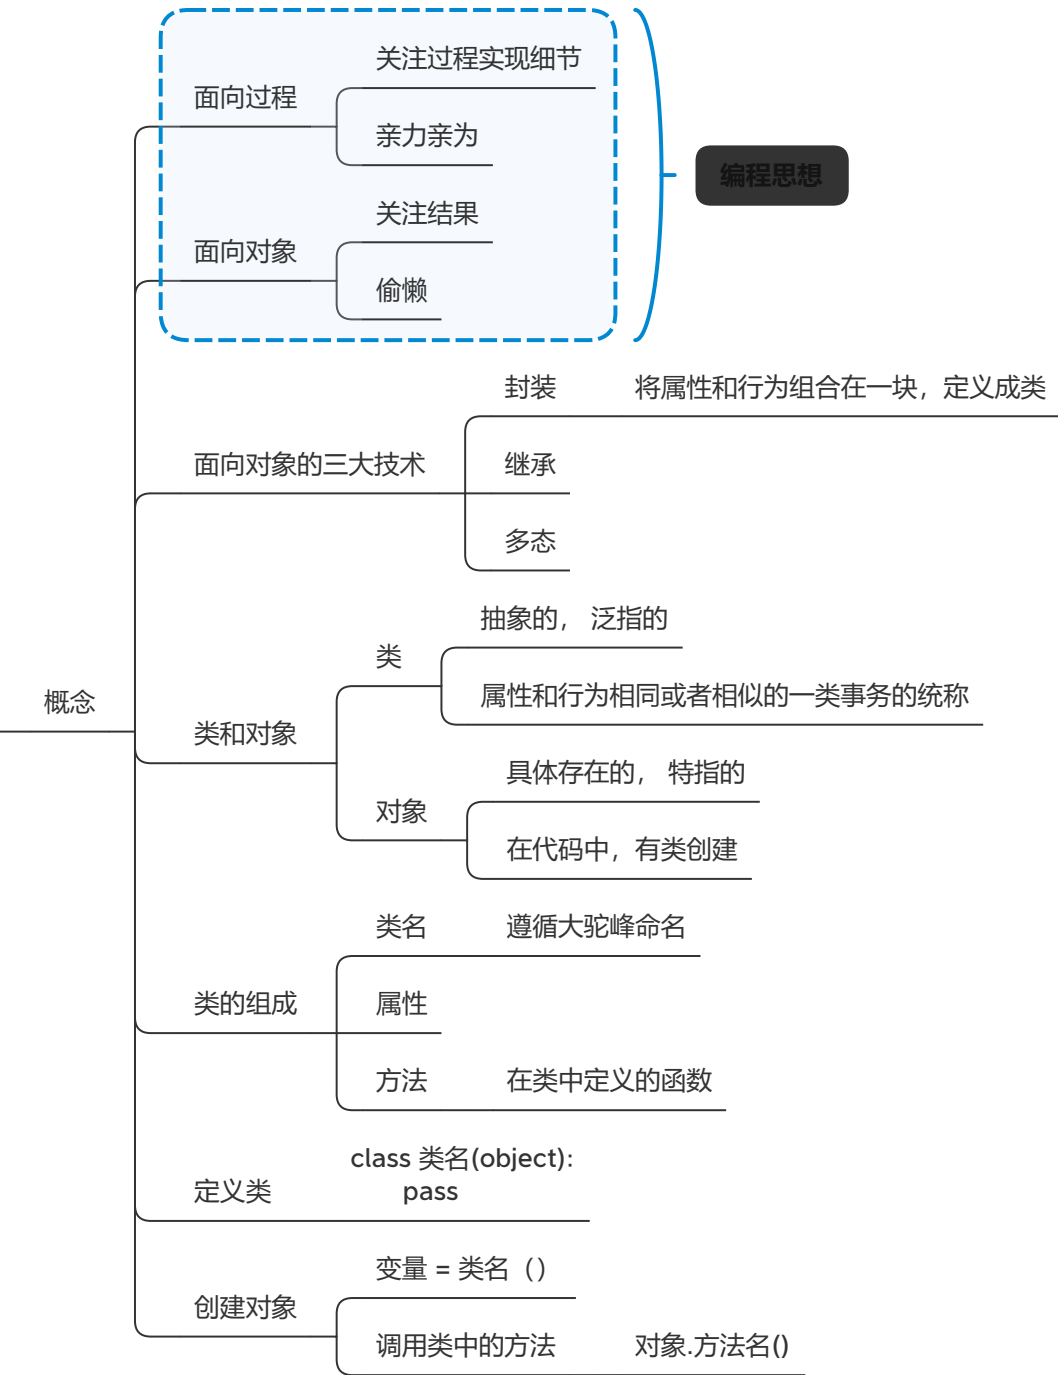 关注过程实现细节
面向过程
亲力亲为
编程思想
关注结果
面向对象
偷懒
封装
将属性和行为组合在一块，定义成类
面向对象的三大技术
继承
多态
抽象的， 泛指的
类
属性和行为相同或者相似的一类事务的统称
概念
类和对象
具体存在的， 特指的
对象
在代码中，有类创建
类名
遵循大驼峰命名
类的组成
属性
方法
在类中定义的函数
class 类名(object):
pass
定义类
变量 = 类名（）
创建对象
调用类中的方法
对象.方法名()